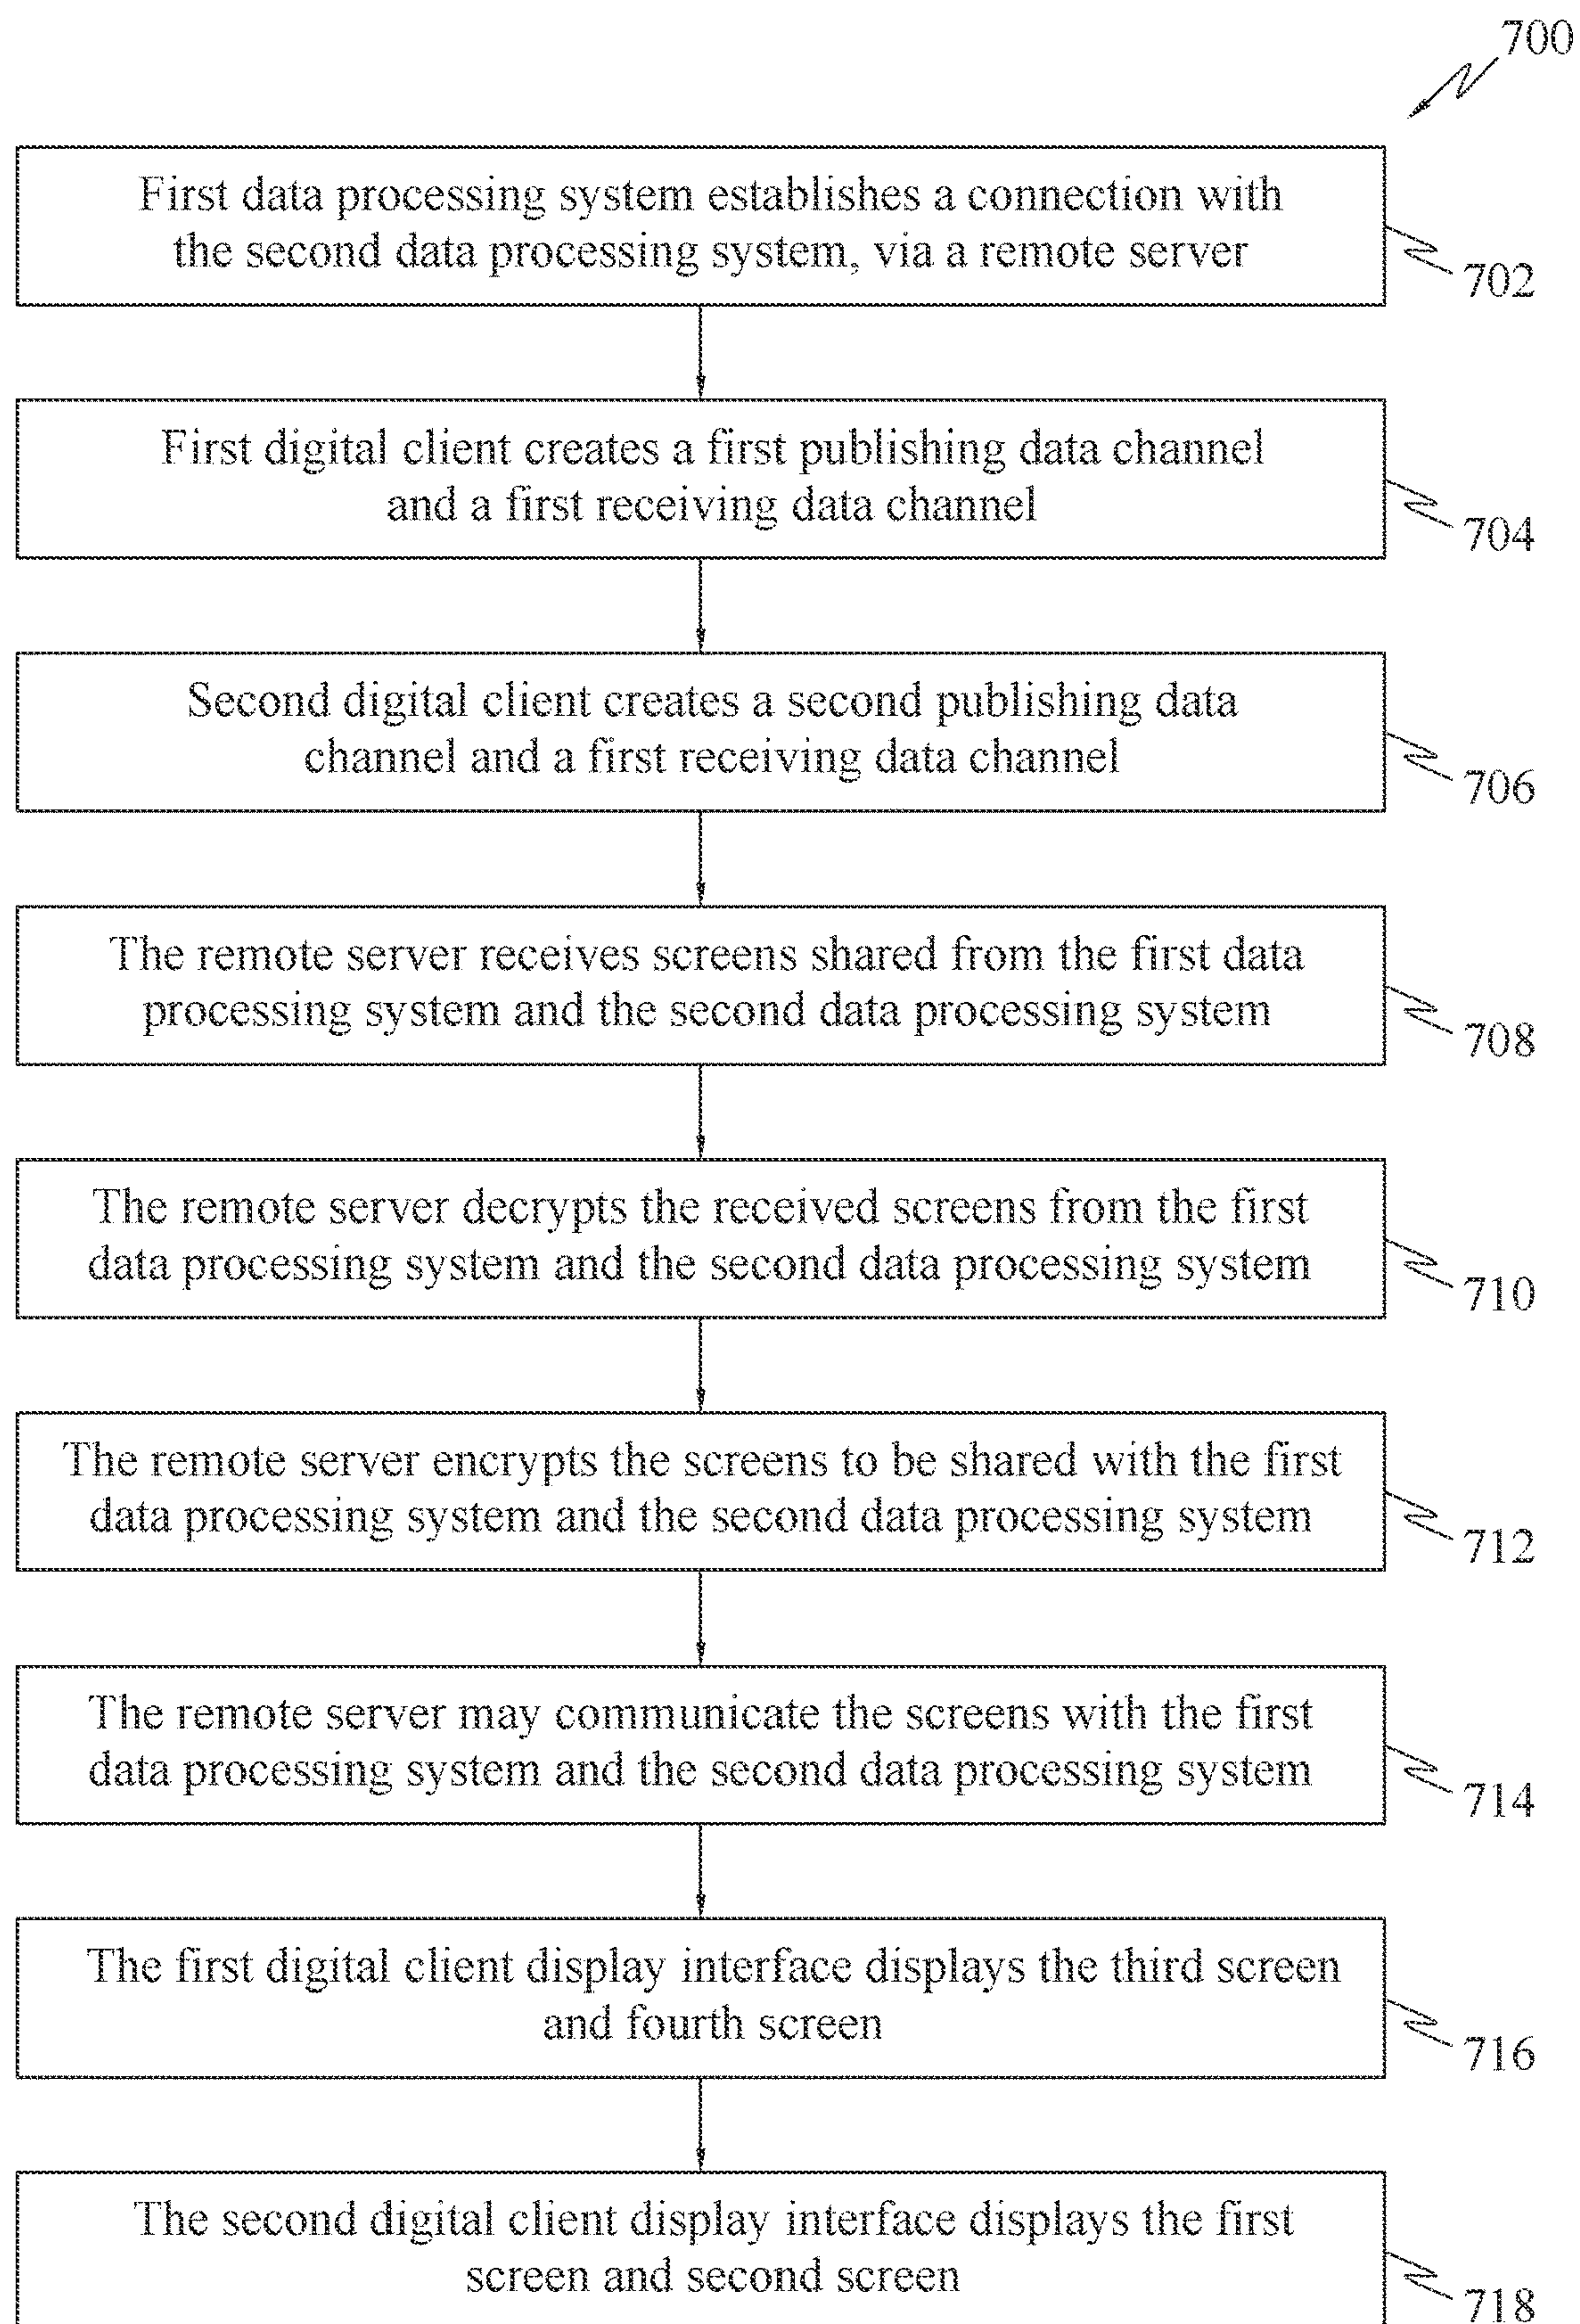 700
First data processing system establishes a connection with
the second data processing system, via a remote server
702
First digital client creates a first publishing data channel
and a first receiving data channel
704
Second digital client creates a second publishing data
channel and a first receiving data channel
706
The remote server receives screens shared from the first data
processing system and the second data processing system
708
The remote server decrypts the received screens from the first
data processing system and the second data processing system
710
The remote server encrypts the screens to be shared with the first
data processing system and the second data processing system
712
The remote server may communicate the screens with the first
data processing system and the second data processing system
714
The first digital client display interface displays the third screen
and fourth screen
716
The second digital client display interface displays the first
screen and second screen
718